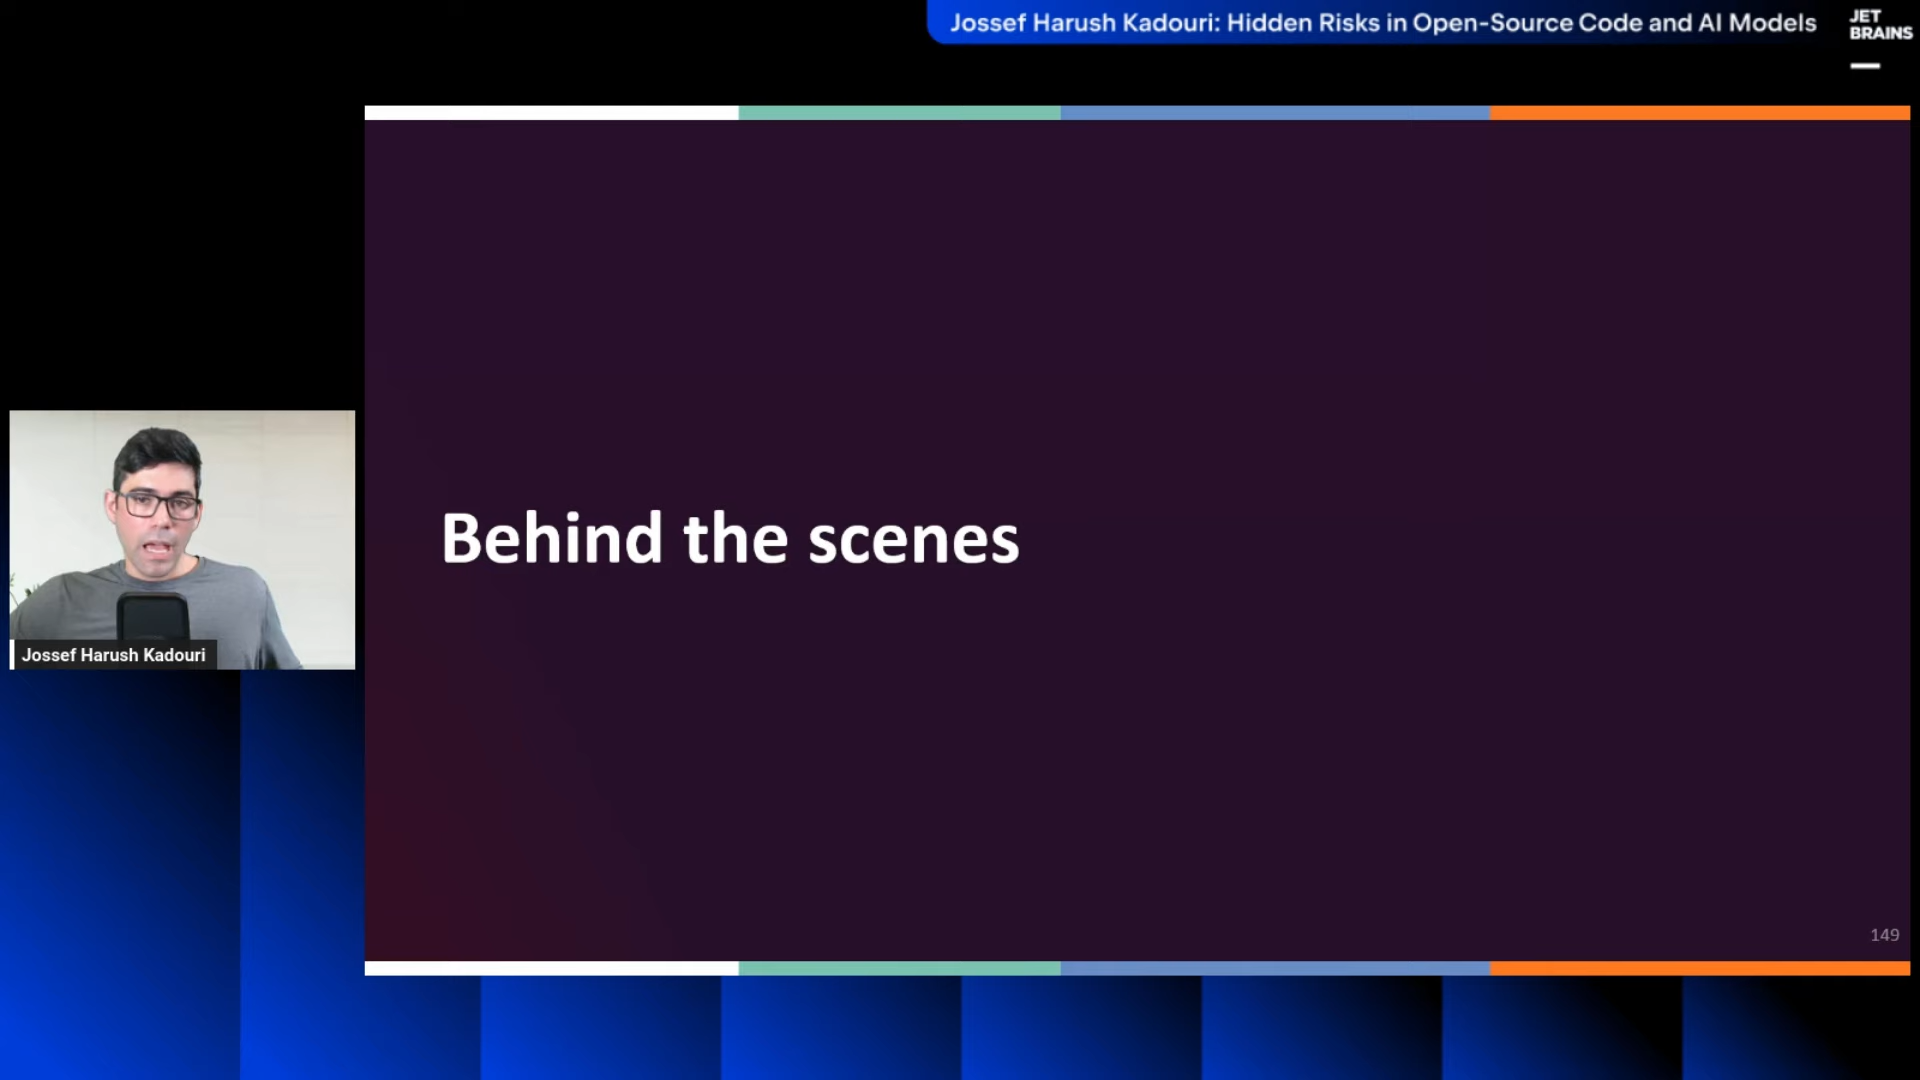 Jossef Harush Kadouri: Hidden Risks in Open-Source Code and AI Models
JET
BRAINS
Behind the scenes
Jossef Harush Kadouri
149